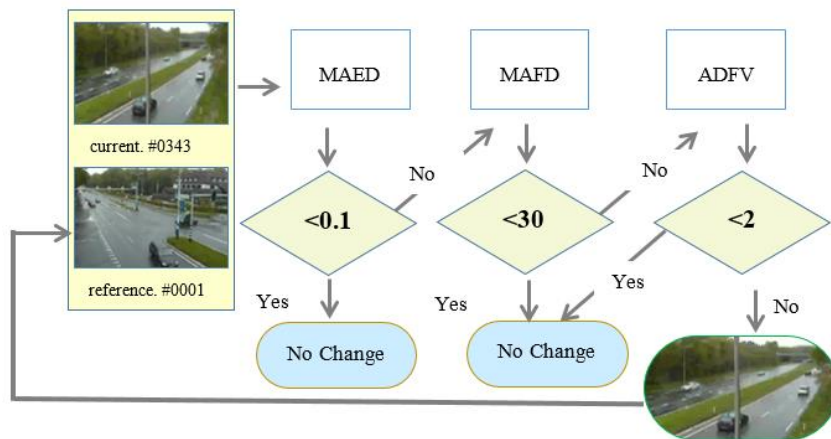 MAED
MAFD
ADFV
current. #0343
No
No
<0.1
<30
<2
reference. #0001
Yes
Yes
Yes
No
No Change
No Change